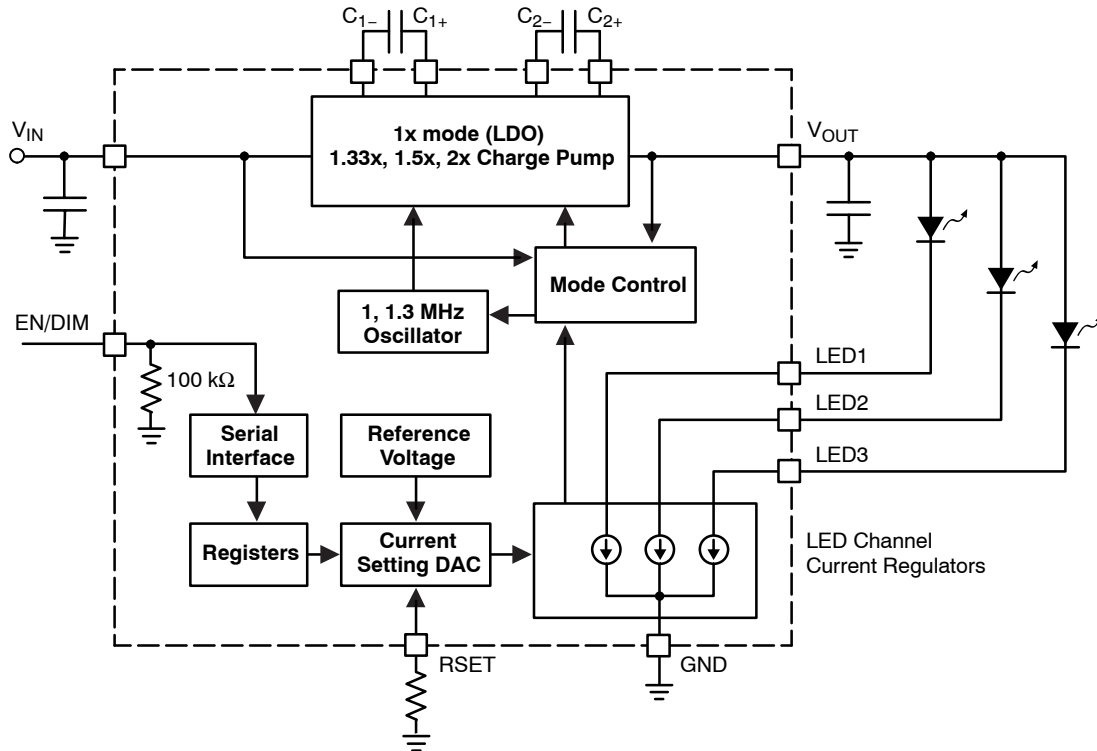 C1– C1+ C2– C2+
VIN
1x mode (LDO)
1.33x, 1.5x, 2x Charge Pump
VOUT
Mode Control
1, 1.3 MHz
Oscillator
EN/DIM
100 kΩ
LED1
LED2
LED3
Serial
Interface
Reference
Voltage
Registers
Current
Setting DAC
LED Channel
Current Regulators
RSET
GND